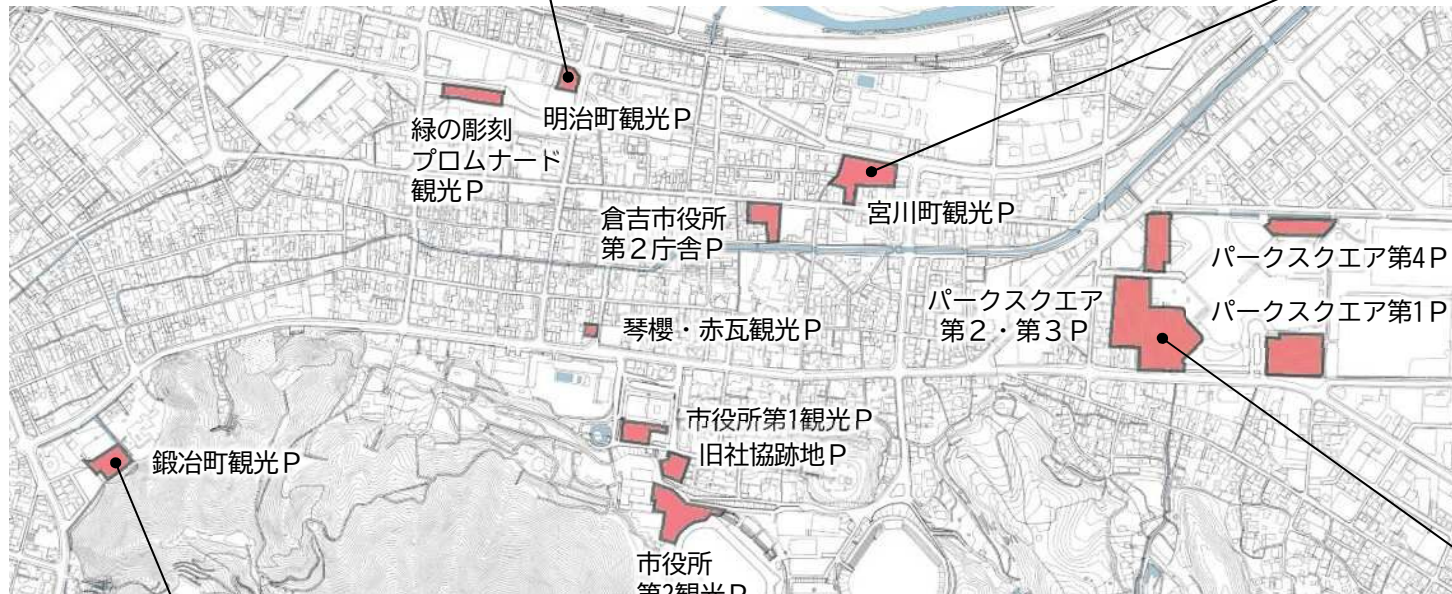 明治町観光P
緑の彫刻
プロムナード
観光P
宮川町観光P
倉吉市役所
第2庁舎P
パークスクエア第4P
パークスクエア
第2・第3P
パークスクエア第1P
琴櫻・赤瓦観光P
市役所第1観光P
旧社協跡地P
鍛冶町観光P
市役所
第2観光P